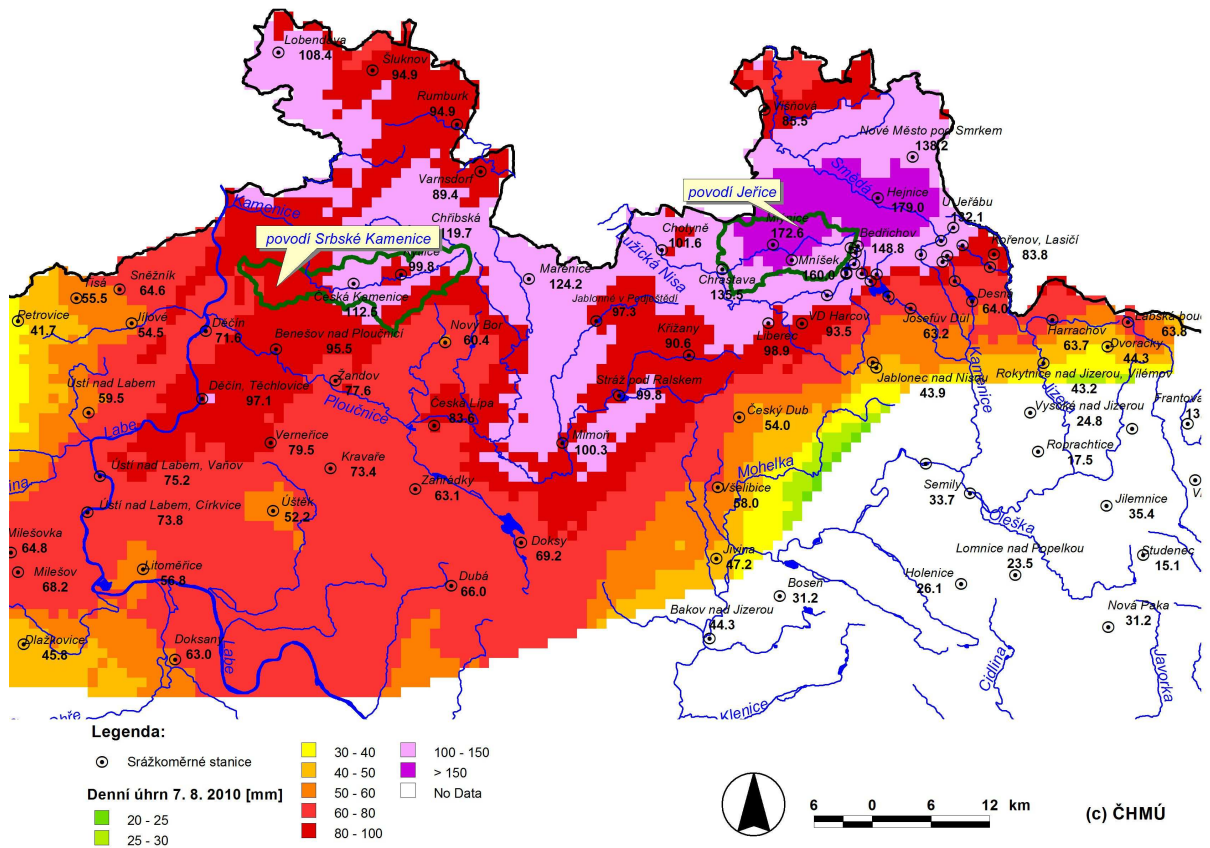 Lobendava
108.4
Šluknov
94.9
Rumburk
94.9
Varnsdorf
89.4
Chřibská
119.7
Kamenice
povodí Srbské Kamenice
99.8
Česká Kamenice
112.5
Tisá
55.5
Sněžník
64.6
Petrovice
41.7
Jílové
54.5
Děčín
71.6
Benešov nad Ploučnicí
95.5
Nový Bor
60.4
Žandov
77.6
Ústí nad Labem
59.5
Děčín, Těchlovice
97.1
Ploučnice
Česká Lípa
83.6
Labe
Verneřice
79.5
Kravaře
73.4
Ústí nad Labem, Vaňov
75.2
Zahrádky
63.1
Ústí nad Labem, Církvice
73.8
Úštěk
52.2
Milešovka
64.8
Milešov
68.2
Litoměřice
56.8
Doksy
69.2
Dubá
66.0
Dlažkovice
45.8
Doksany
63.0
Labe
Višňová
85.5
Nové Město pod Smrkem
138.2
Smědá
Hejnice
179.0
povodí Jeřice
Mlýnice
172.6
U Jeřábu
132.1
Bedřichov
148.8
Chotyně
101.6
Lužická Nisa
Mníšek
160.0
Chrastava
135.5
Kořenov, Lasičí
83.8
Mařenice
124.2
Jablonné v Podještědí
97.3
Křižany
90.6
Liberec
98.9
VD Harcov
93.5
Josefův Důl
63.2
Desná
64.0
Harrachov
63.7
Labská bouda
63.8
Dvoračky
44.3
Stráž pod Ralskem
99.8
Jablonec nad Nisou
43.9
Kamenice
Jizera
Rokytnice nad Jizerou, Vilémov
43.2
Vysoké nad Jizerou
24.8
Český Dub
54.0
Mimoň
100.3
Roprachtice
17.5
Mohelka
Všelibice
58.0
Semily
33.7
Oleška
Jilemnice
35.4
Jivina
47.2
Lomnice nad Popelkou
23.5
Studenec
15.1
Holenice
26.1
Boseň
31.2
Bakov nad Jizerou
44.3
Nová Paka
31.2
Cidlina
Javorka
Klenice
Legenda:
Srážkoměrné stanice
Denní úhrn 7. 8. 2010 [mm]
20 - 25
25 - 30
30 - 40
40 - 50
50 - 60
60 - 80
80 - 100
100 - 150
> 150
No Data
6 0 6 12 km
(c) ČHMÚ